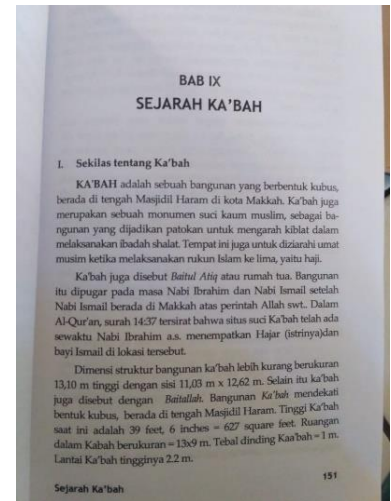 BAB IX
SEJARAH KA'BAH
I. Sekilas tentang Ka'bah
KA'BAH adalah sebuah bangunan yang berbentuk kubus,
berada di tengah Masjidil Haram di kota Makkah. Ka'bah juga
merupakan sebuah monumen suci kaum muslim, sebagai ba-
ngunan yang dijadikan patokan untuk mengarah kiblat dalam
melaksanakan ibadah shalat. Tempat ini juga untuk diziarahi umat
musim ketika melaksanakan rukun Islam ke lima, yaitu haji.
Ka'bah juga disebut Baitul Atiq atau rumah tua. Bangunan
itu dipugar pada masa Nabi Ibrahim dan Nabi Ismail setelah
Nabi Ismail berada di Makkah atas perintah Allah swt.. Dalam
Al-Qur'an, surah 14:37 tersirat bahwa situs suci Ka'bah telah ada
sewaktu Nabi Ibrahim a.s. menempatkan Hajar (istrinya)dan
bayi Ismail di lokasi tersebut.
Dimensi struktur bangunan ka'bah lebih kurang berukuran
13,10 m tinggi dengan sisi 11,03 m x 12,62 m. Selain itu ka'bah
juga disebut dengan Baitallah. Bangunan Ka'bah mendekati
bentuk kubus, berada di tengah Masjidil Haram. Tinggi Ka'bah
saat ini adalah 39 feet, 6 inches = 627 square feet. Ruangan
dalam Kabah berukuran = 13x9 m. Tebal dinding Kaa'bah = 1 m.
Lantai Ka'bah tingginya 2.2 m.
151
Sejarah Ka'bah